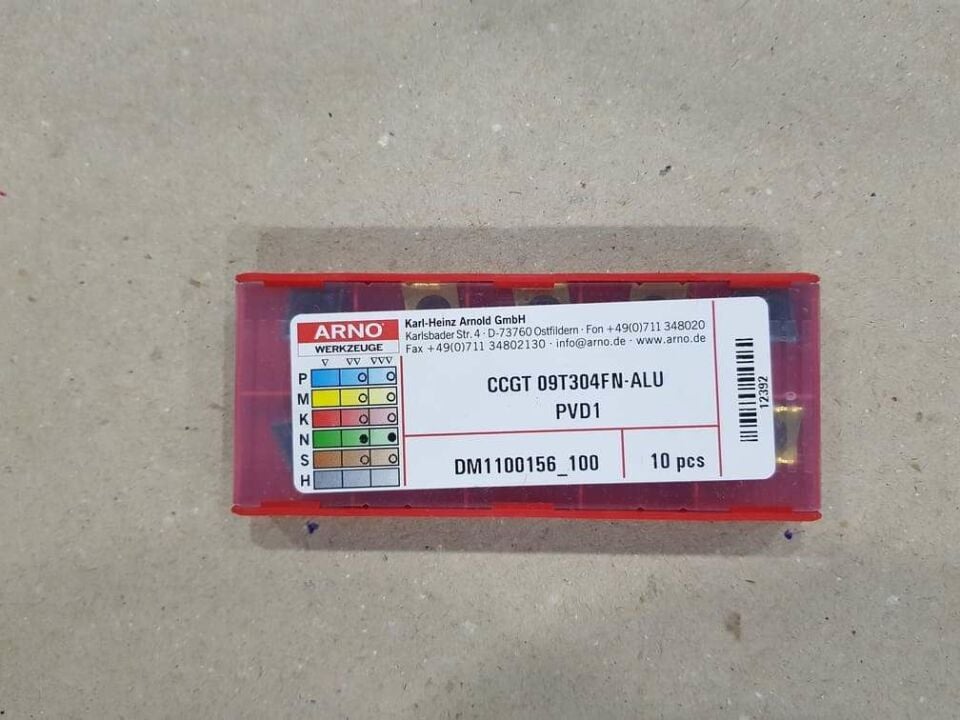 ARNO
WERKZEUGE
Karl-Heinz Arnold GmbH
Karlsbader Str. 4 · D-73760 Ostfildern · Fon +49(0)711 348020
Fax +49(0)711 34802130 · info@arno.de · www.arno.de
P
M
K
N
S
H
CCGT 09T304FN-ALU
PVD1
DM1100156_100
10 pcs
12392